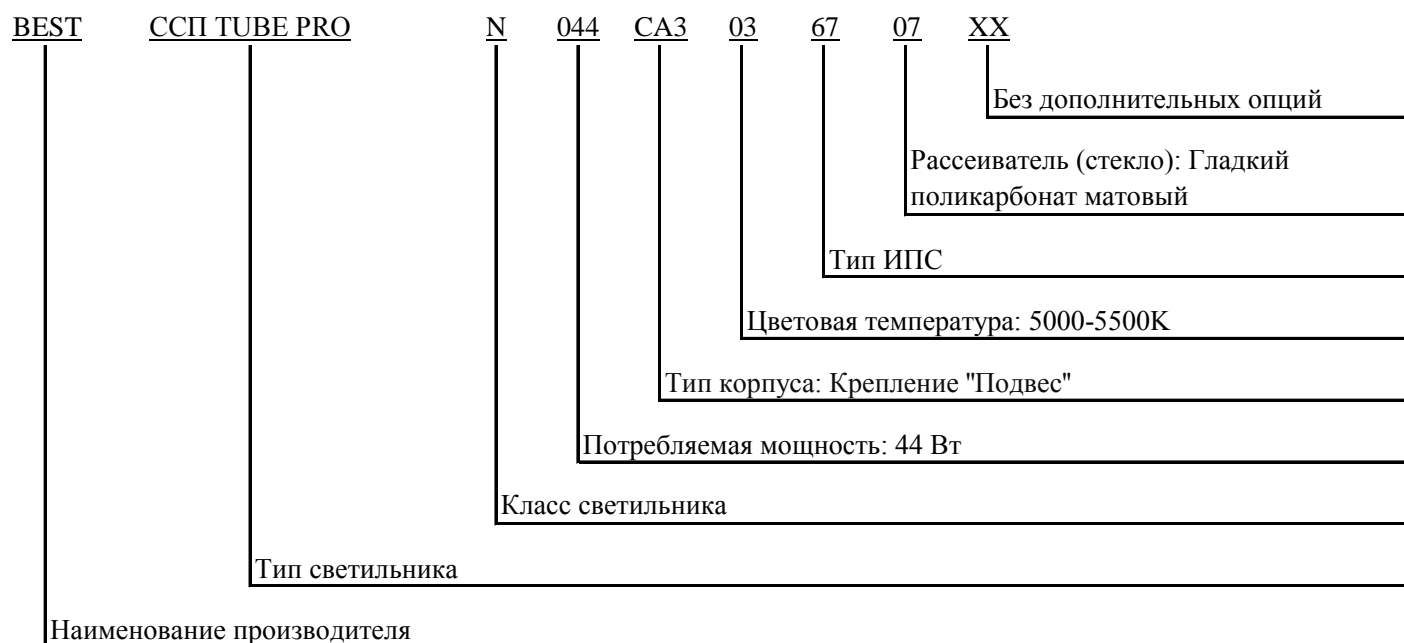 BEST ССП TUBE PRO N 044 CA3 03 67 07 XX
Без дополнительных опций
Рассеиватель (стекло): Гладкий
поликарбонат матовый
Тип ИПС
Цветовая температура: 5000-5500K
Тип корпуса: Крепление "Подвес"
Потребляемая мощность: 44 Вт
Класс светильника
Тип светильника
Наименование производителя